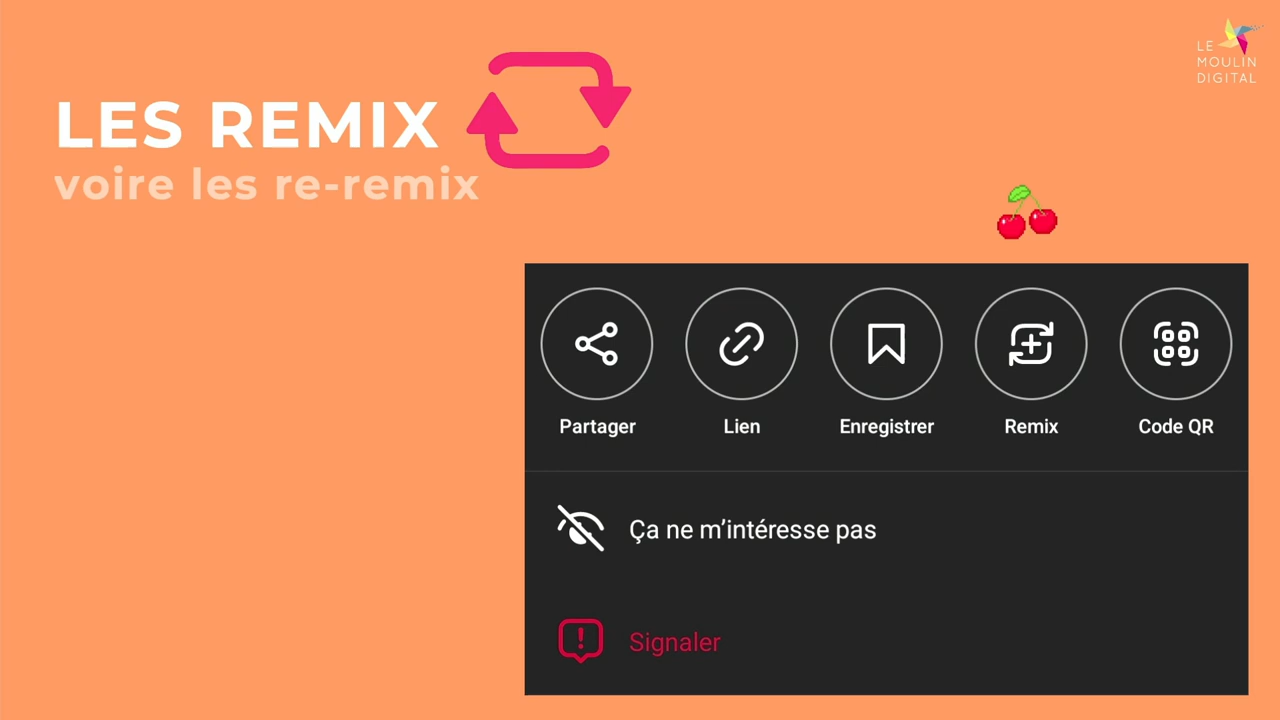 LE
MOULIN
DIGITAL
LES REMIX
voire les re-remix
Partager
Lien
Enregistrer
Remix
Code QR
Ça ne m’intéresse pas
Signaler